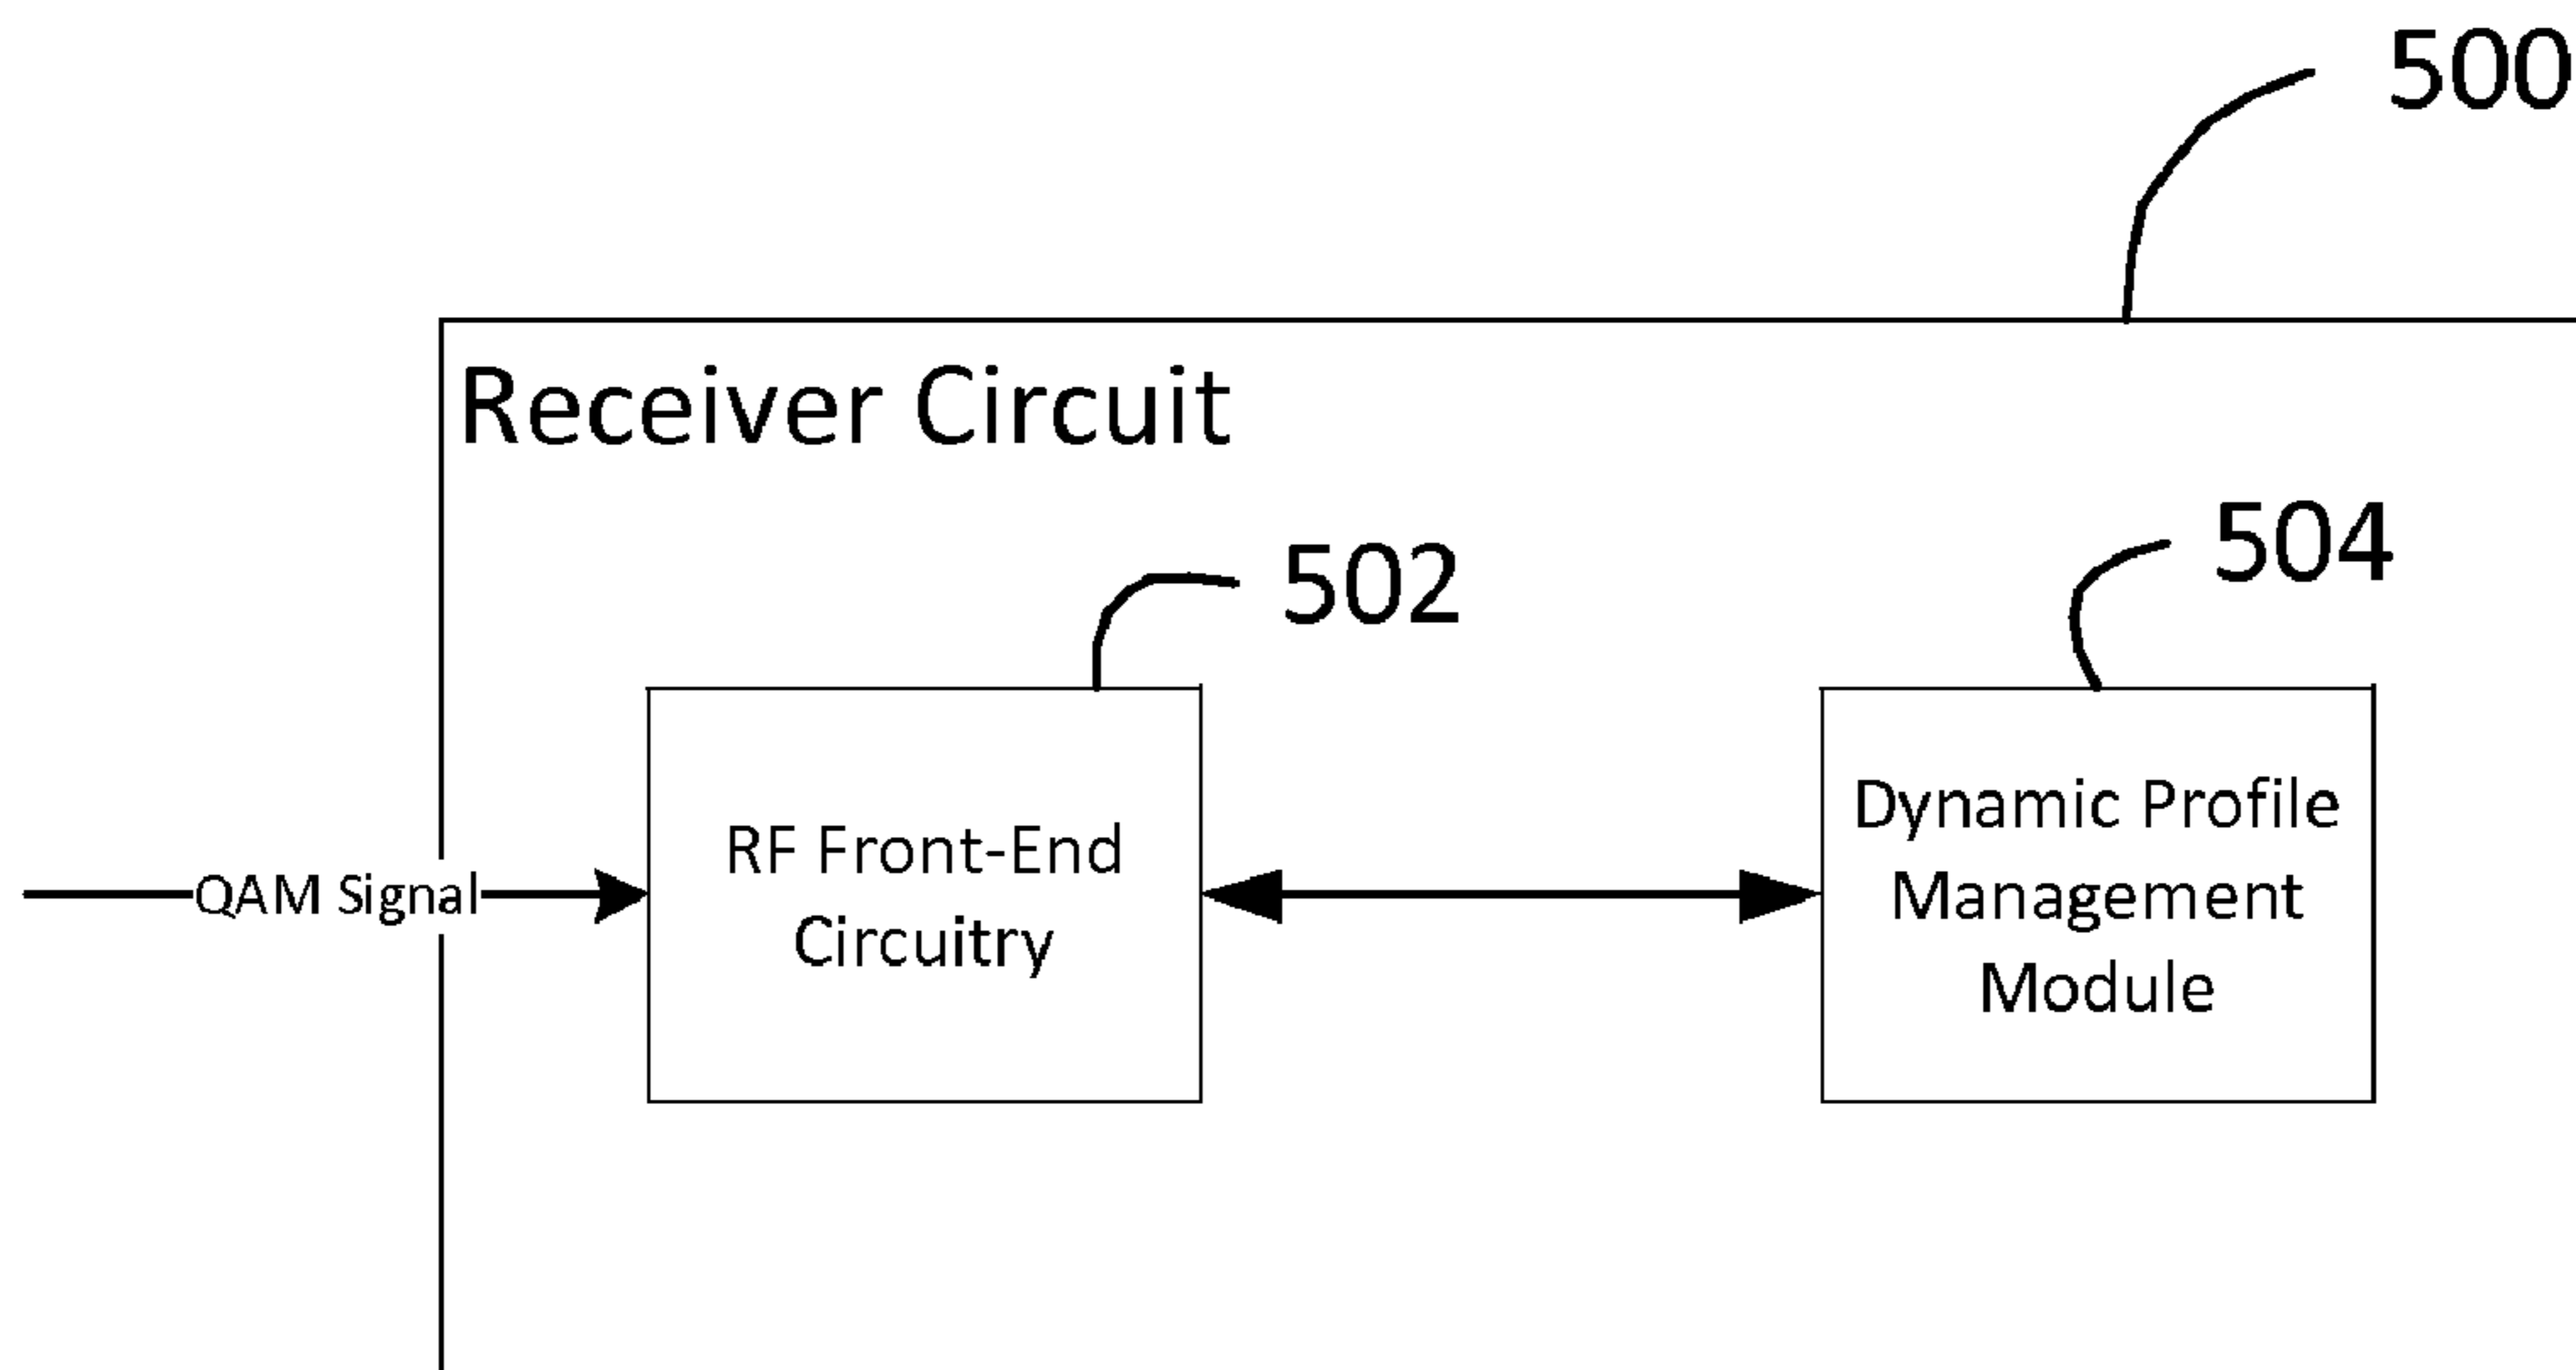 500
Receiver Circuit
504
502
Dynamic Profile
RF Front-End
QAM Signal
Management
Circuitry
Module